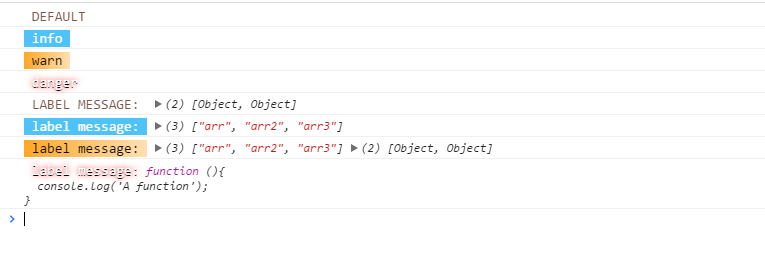 DEFAULT
info
warn
danger
LABEL MESSAGE: ▶(2) [Object, Object]
label message: ▶(3) ["arr", "arr2", "arr3"]
label message: ▶(3) ["arr", "arr2", "arr3"] ▶(2) [Object, Object]
label message: function (){
console.log('A function');
}
>